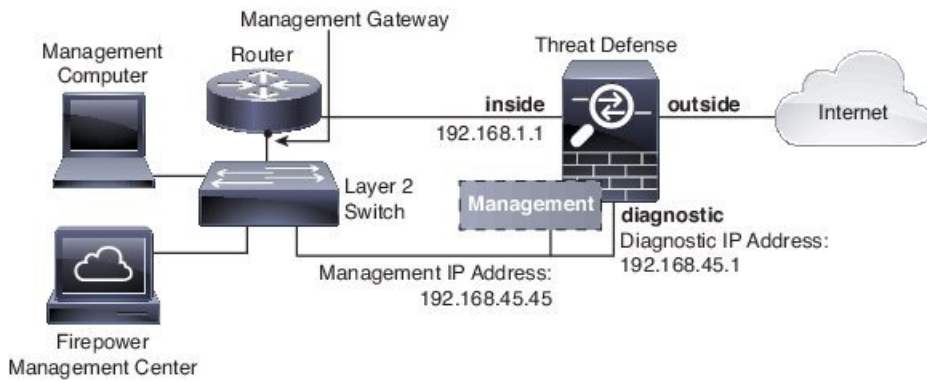 Management Gateway
Management
Computer
Router
Threat Defense
inside
192.168.1.1
outside
Internet
Layer 2
Switch
Management
diagnostic
Diagnostic IP Address:
192.168.45.1
Management IP Address:
192.168.45.45
Firepower
Management Center